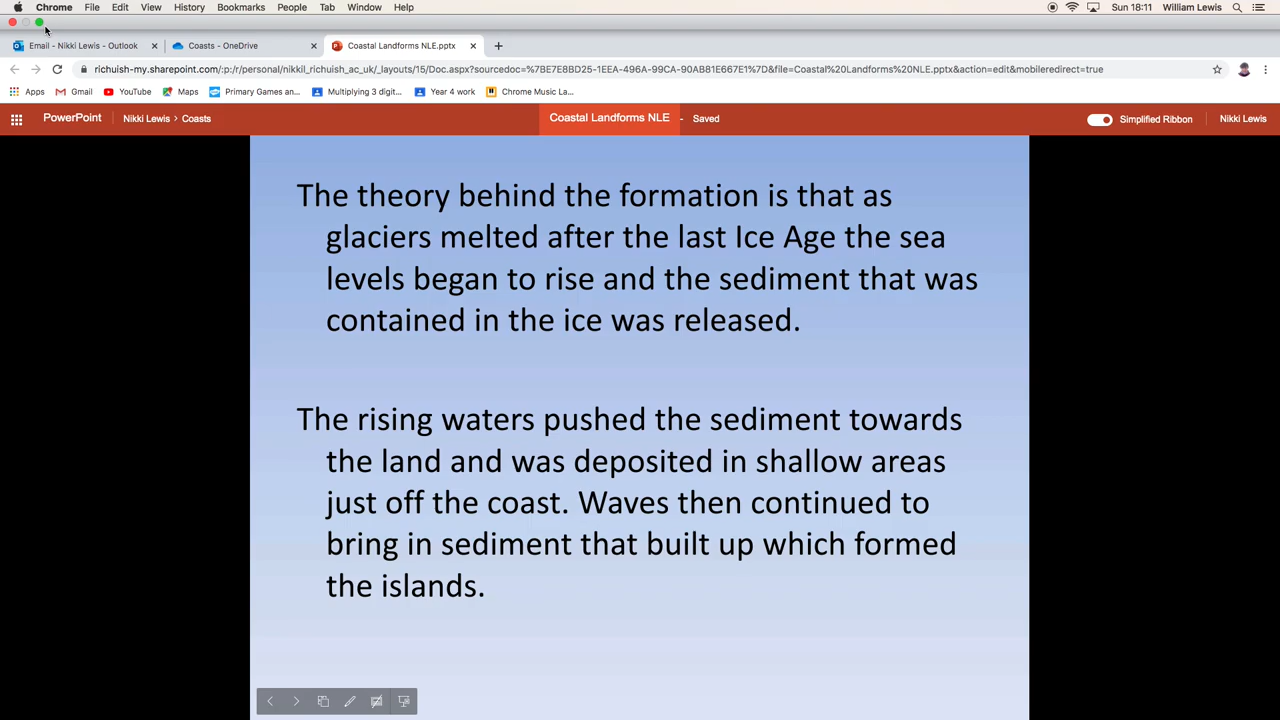 Chrome File Edit View History Bookmarks People Tab Window Help Sun 18:11 William Lewis
Email - Nikki Lewis - Outlook Coasts - OneDrive Coastal Landforms NLE.pptx
richuish-my.sharepoint.com/:p:/r/personal/nikkil_richuish_ac_uk/_layouts/15/Doc.aspx?sourcedoc=%7BE7E8BD25-1EEA-496A-99CA-90AB81E667E1%7D&file=Coastal%20Landforms%20NLE.pptx&action=edit&mobileredirect=true
Apps Gmail YouTube Maps Primary Games an... Multiplying 3 digit... Year 4 work Chrome Music La...
PowerPoint Nikki Lewis > Coasts Coastal Landforms NLE - Saved Simplified Ribbon Nikki Lewis
The theory behind the formation is that as
glaciers melted after the last Ice Age the sea
levels began to rise and the sediment that was
contained in the ice was released.
The rising waters pushed the sediment towards
the land and was deposited in shallow areas
just off the coast. Waves then continued to
bring in sediment that built up which formed
the islands.